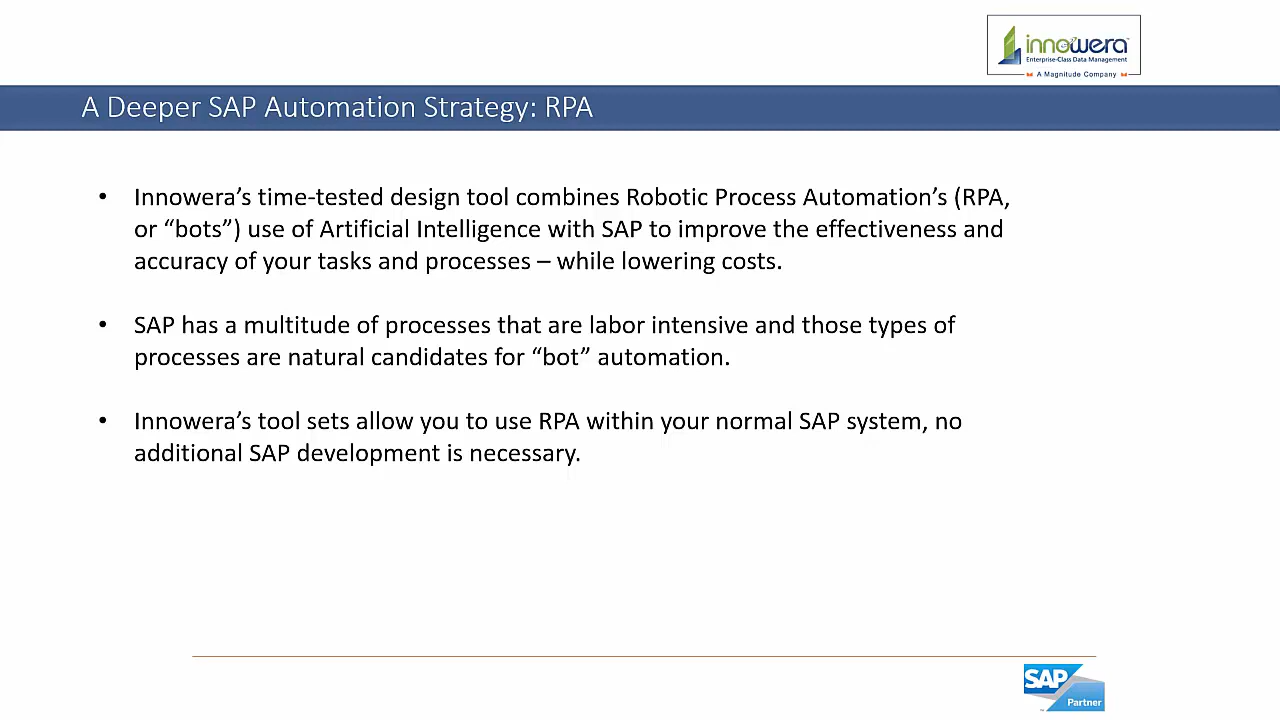 innowera
Enterprise-Class Data Management
A Magnitude Company
A Deeper SAP Automation Strategy: RPA
• Innowera’s time-tested design tool combines Robotic Process Automation’s (RPA,
or “bots”) use of Artificial Intelligence with SAP to improve the effectiveness and
accuracy of your tasks and processes – while lowering costs.
• SAP has a multitude of processes that are labor intensive and those types of
processes are natural candidates for “bot” automation.
• Innowera’s tool sets allow you to use RPA within your normal SAP system, no
additional SAP development is necessary.
SAP
Partner